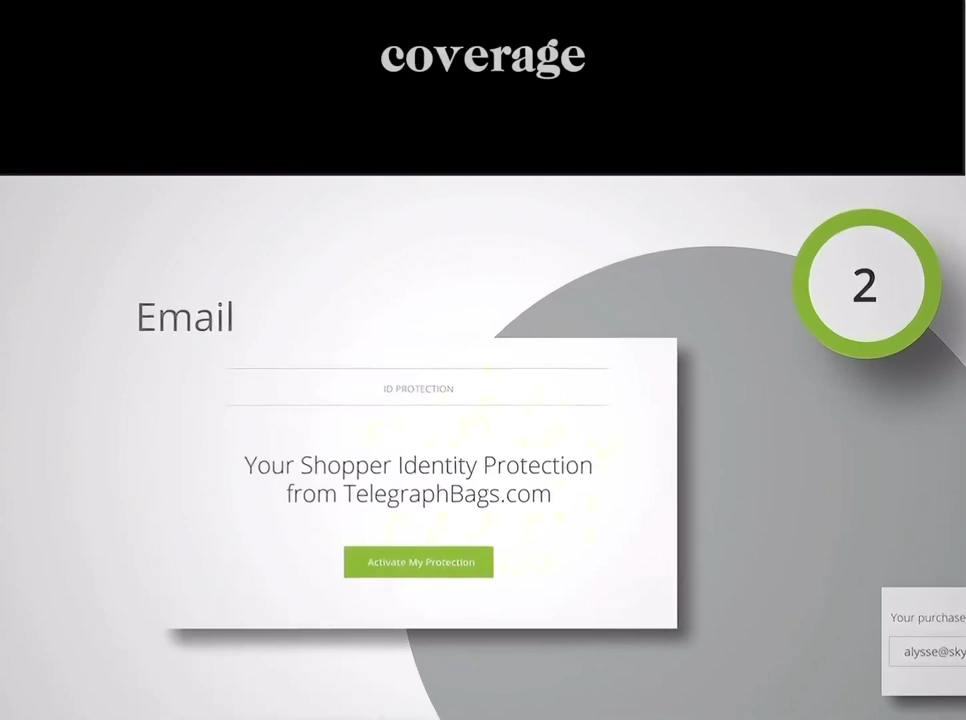 coverage
2
Email
ID PROTECTION
Your Shopper Identity Protection
from TelegraphBags.com
Activate My Protection
Your purchase
alysse@sky